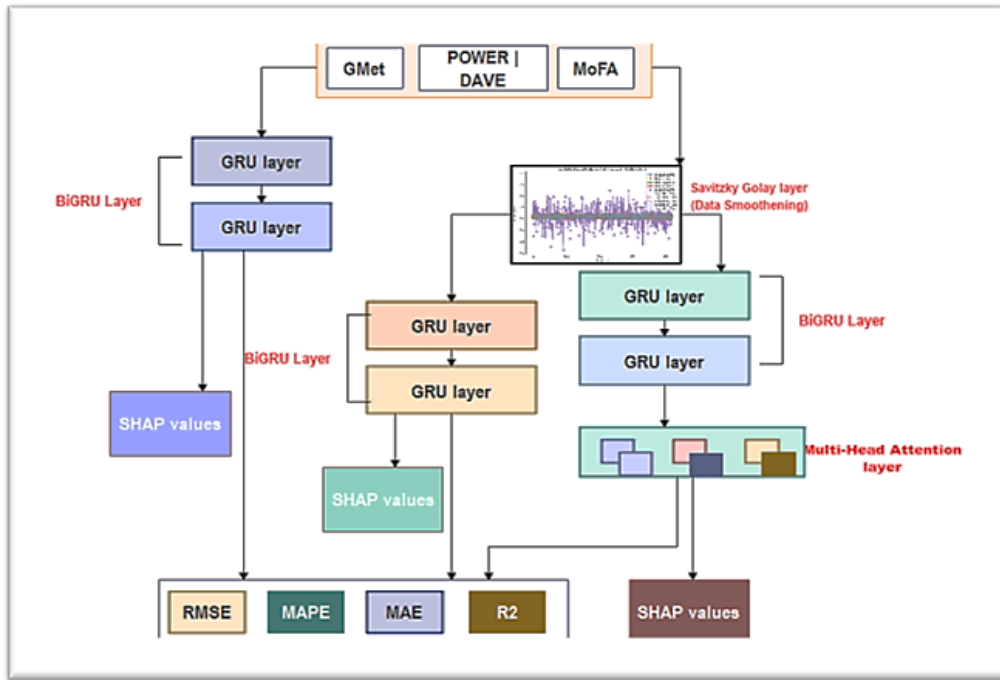 GMet
POWER |
DAVE
MoFA
GRU layer
BiGRU Layer
GRU layer
Savitzky Golay layer
(Data Smoothening)
GRU layer
BiGRU Layer
GRU layer
GRU layer
BiGRU Layer
GRU layer
SHAP values
Multi-Head Attention
layer
SHAP values
RMSE
MAPE
MAE
R2
SHAP values